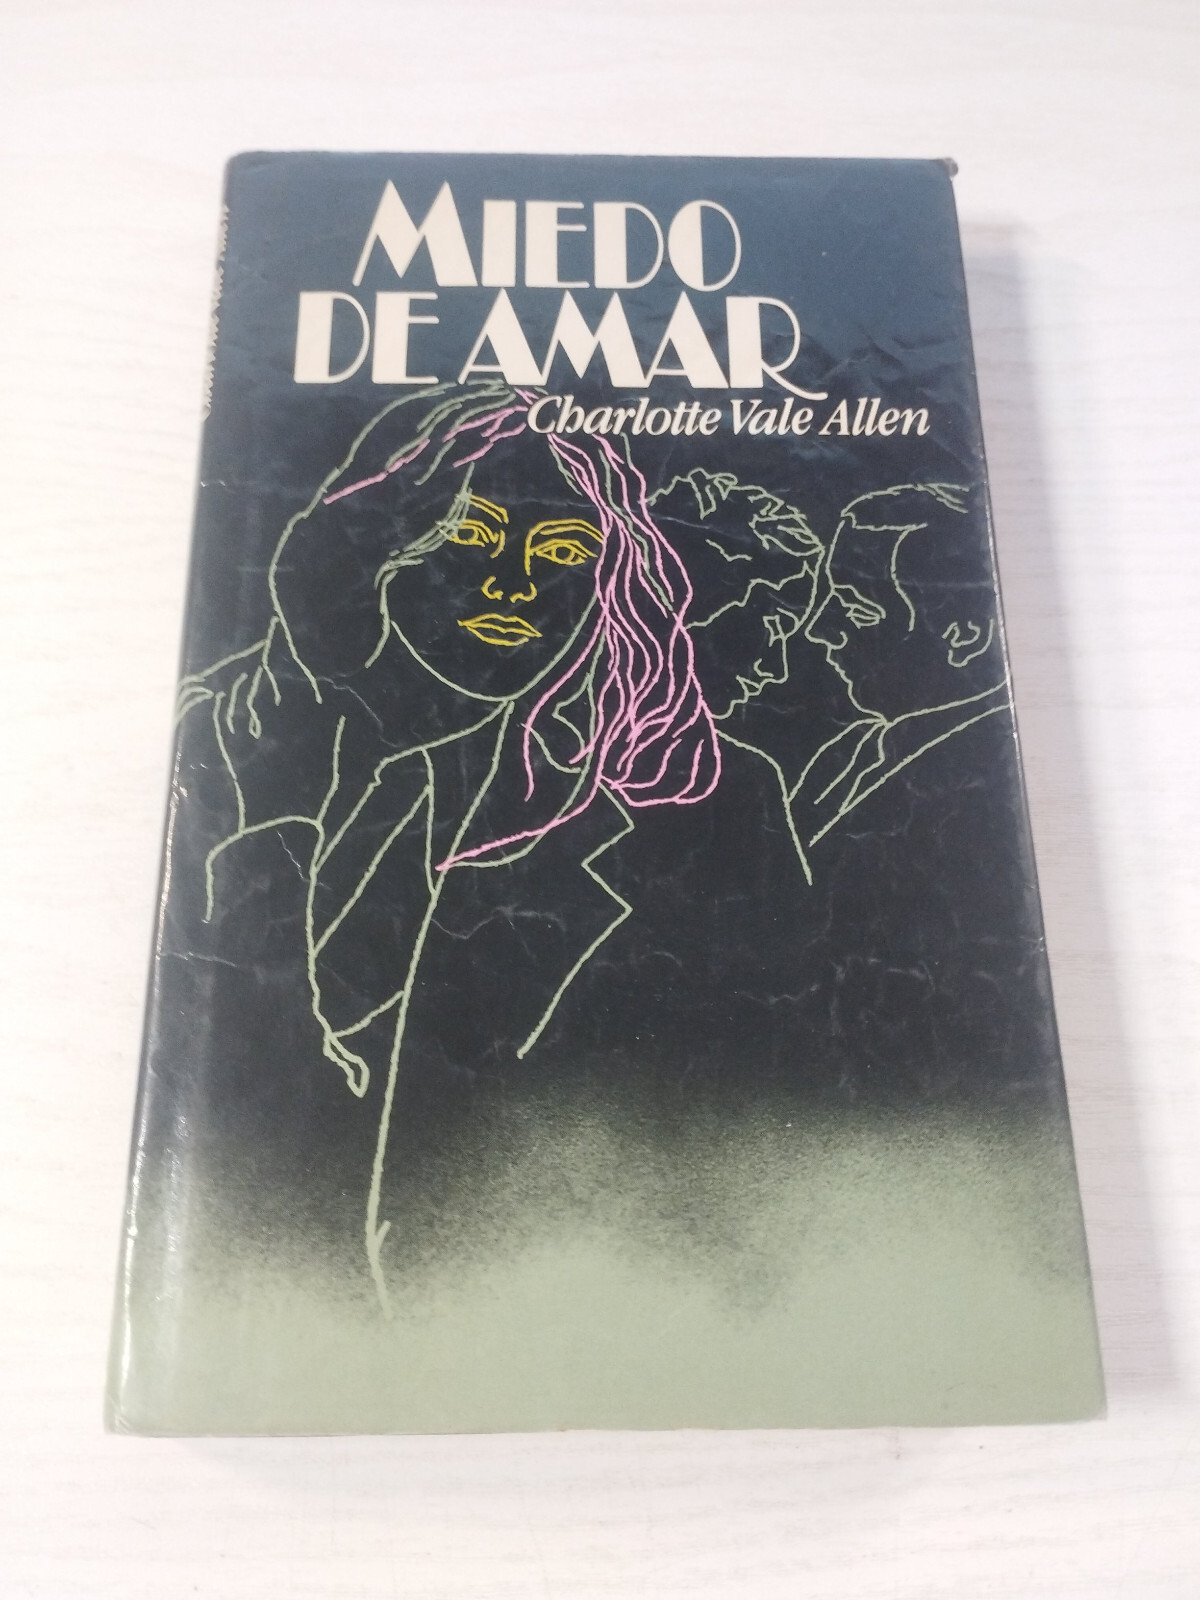 MIEDO
DE AMAR
Charlotte Vale Allen